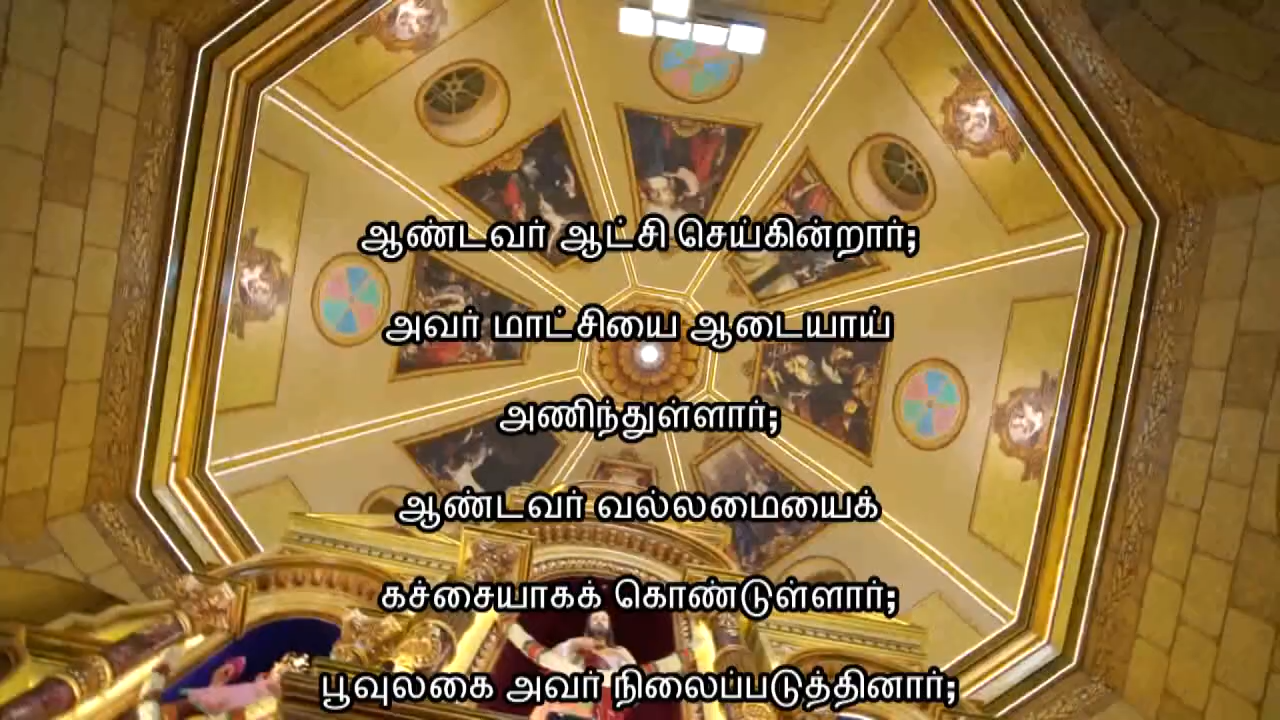 ஆண்டவர் ஆட்சி செய்கின்றார்;
அவர் மாட்சியை ஆடையாய்
அணிந்துள்ளார்;
ஆண்டவர் வல்லமையைக்
கச்சையாகக் கொண்டுள்ளார்;
பூவுலகை அவர் நிலைப்படுத்தினார்;